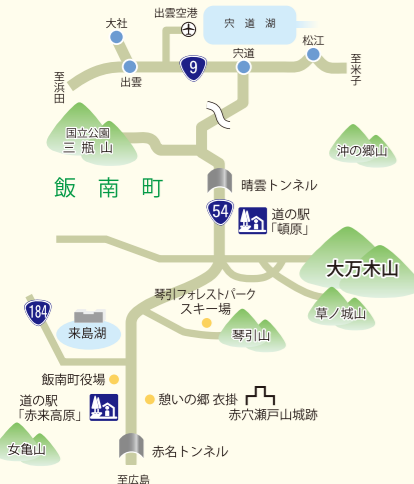 出雲空港
大社
宍道湖
松江
宍道
至米子
9
至浜田
出雲
国立公園
三瓶山
沖の郷山
飯南町
晴雲トンネル
54
道の駅
「頓原」
大万木山
琴引フォレストパーク
スキー場
184
草ノ城山
来島湖
琴引山
飯南町役場
道の駅
「赤来高原」
憩いの郷 衣掛
赤穴瀬戸山城跡
女亀山
赤名トンネル
至広島